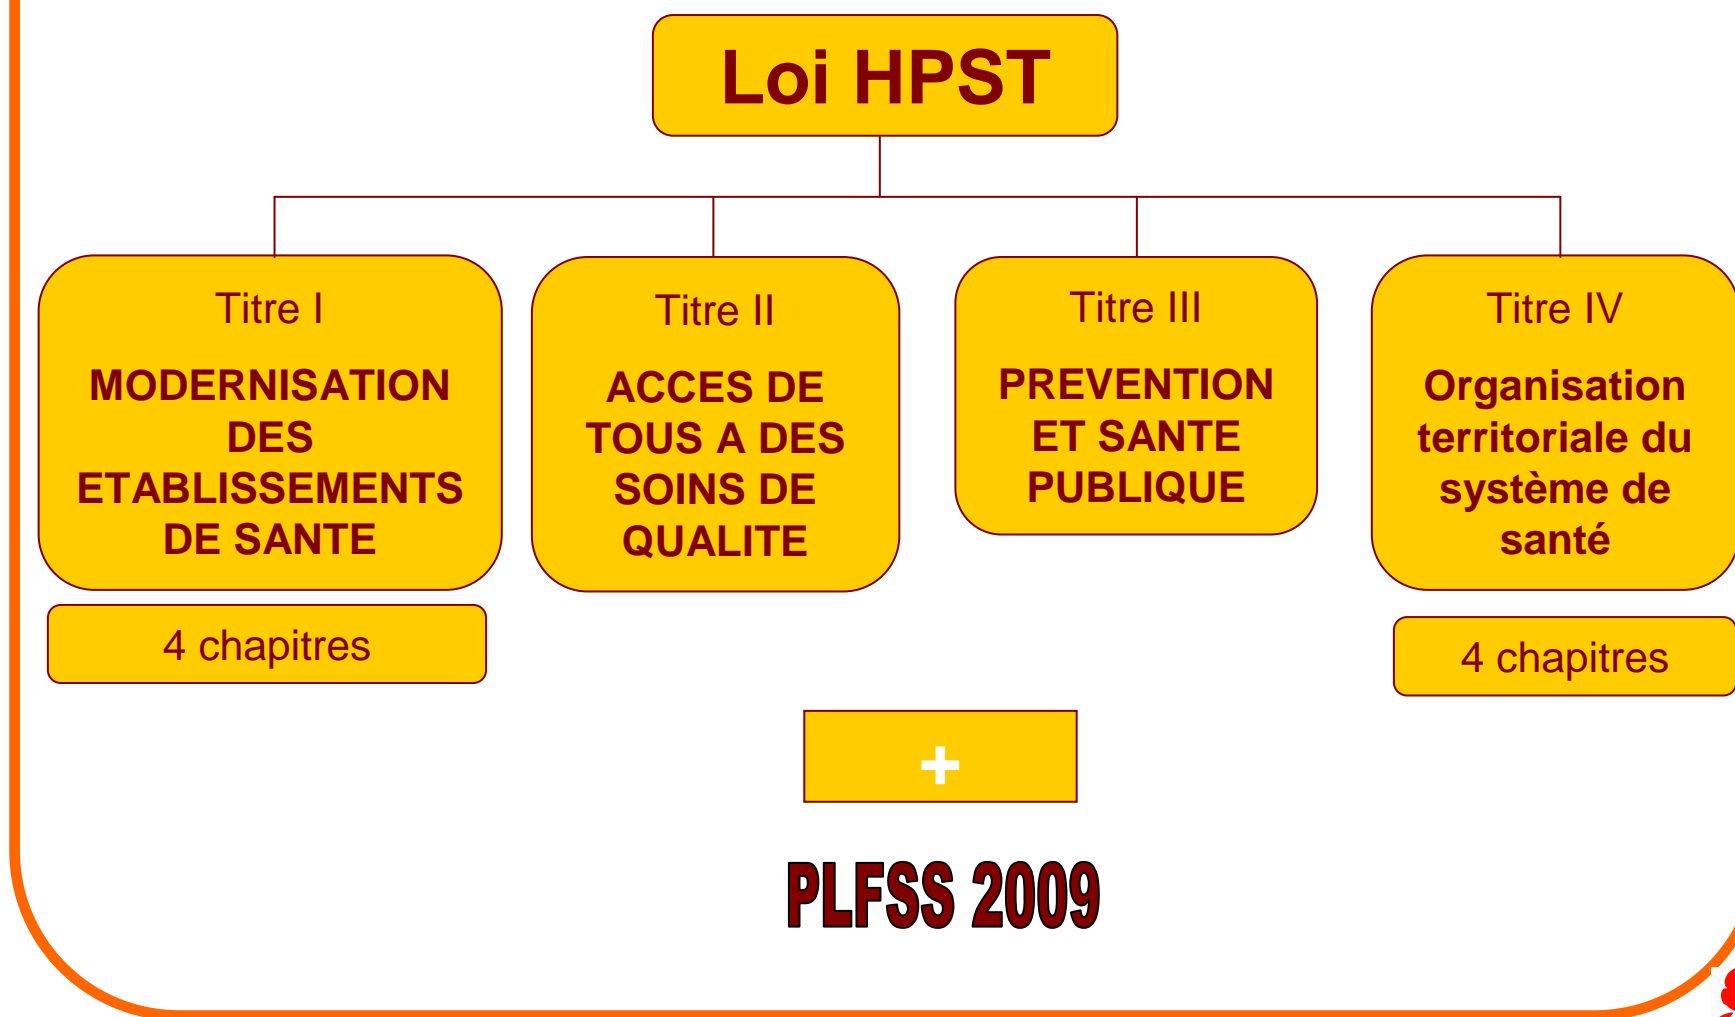 Loi HPST
Titre I
MODERNISATION
DES
ETABLISSEMENTS
DE SANTE
4 chapitres
Titre II
ACCES DE
TOUS A DES
SOINS DE
QUALITE
Titre III
PREVENTION
ET SANTE
PUBLIQUE
Titre IV
Organisation
territoriale du
système de
santé
4 chapitres
+
PLFSS 2009